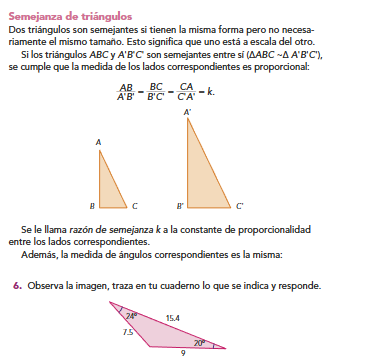 Semejanza de triángulos
Dos triángulos son semejantes si tienen la misma forma pero no necesa-
riamente el mismo tamaño. Esto significa que uno está a escala del otro.
Si los triángulos ABC y A'B'C' son semejantes entre sí (ΔABC ~Δ A'B'C'),
se cumple que la medida de los lados correspondientes es proporcional:
AB/A'B' = BC/B'C' = CA/C'A' = k.
A'
A
B C B' C'
Se le llama razón de semejanza k a la constante de proporcionalidad
entre los lados correspondientes.
Además, la medida de ángulos correspondientes es la misma:
6. Observa la imagen, traza en tu cuaderno lo que se indica y responde.
24° 15.4
7.5
20°
9